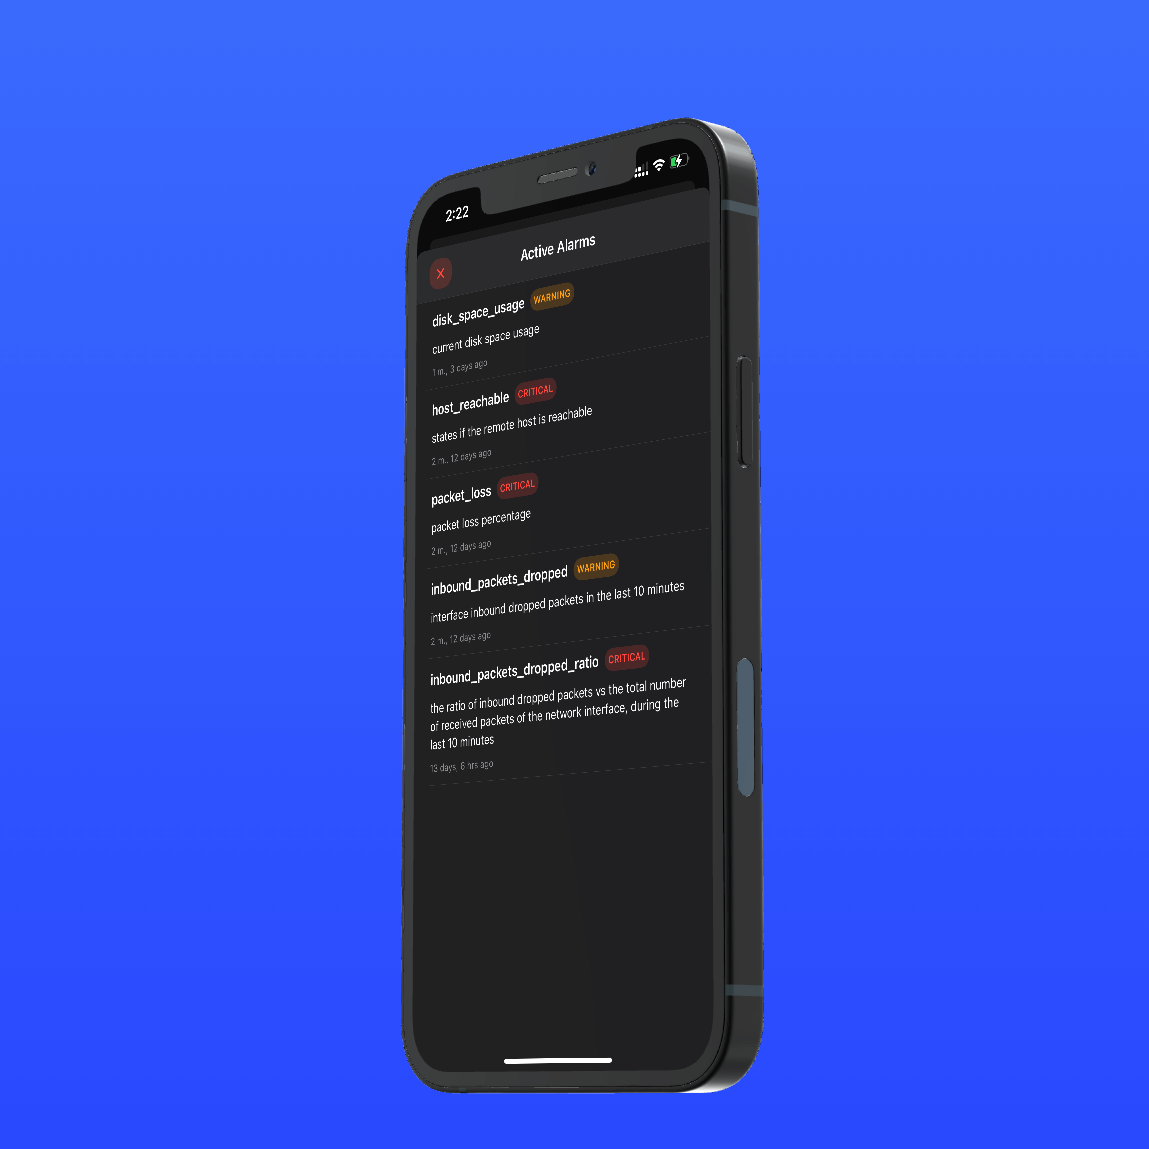 2:22
Active Alarms
disk_space_usage WARNING
current disk space usage
1 m., 3 days ago
host_reachable CRITICAL
states if the remote host is reachable
2 m., 12 days ago
packet_loss CRITICAL
packet loss percentage
2 m., 12 days ago
inbound_packets_dropped WARNING
interface inbound dropped packets in the last 10 minutes
2 m., 12 days ago
inbound_packets_dropped_ratio CRITICAL
the ratio of inbound dropped packets vs the total number
of received packets of the network interface, during the
last 10 minutes
13 days, 6 hrs ago